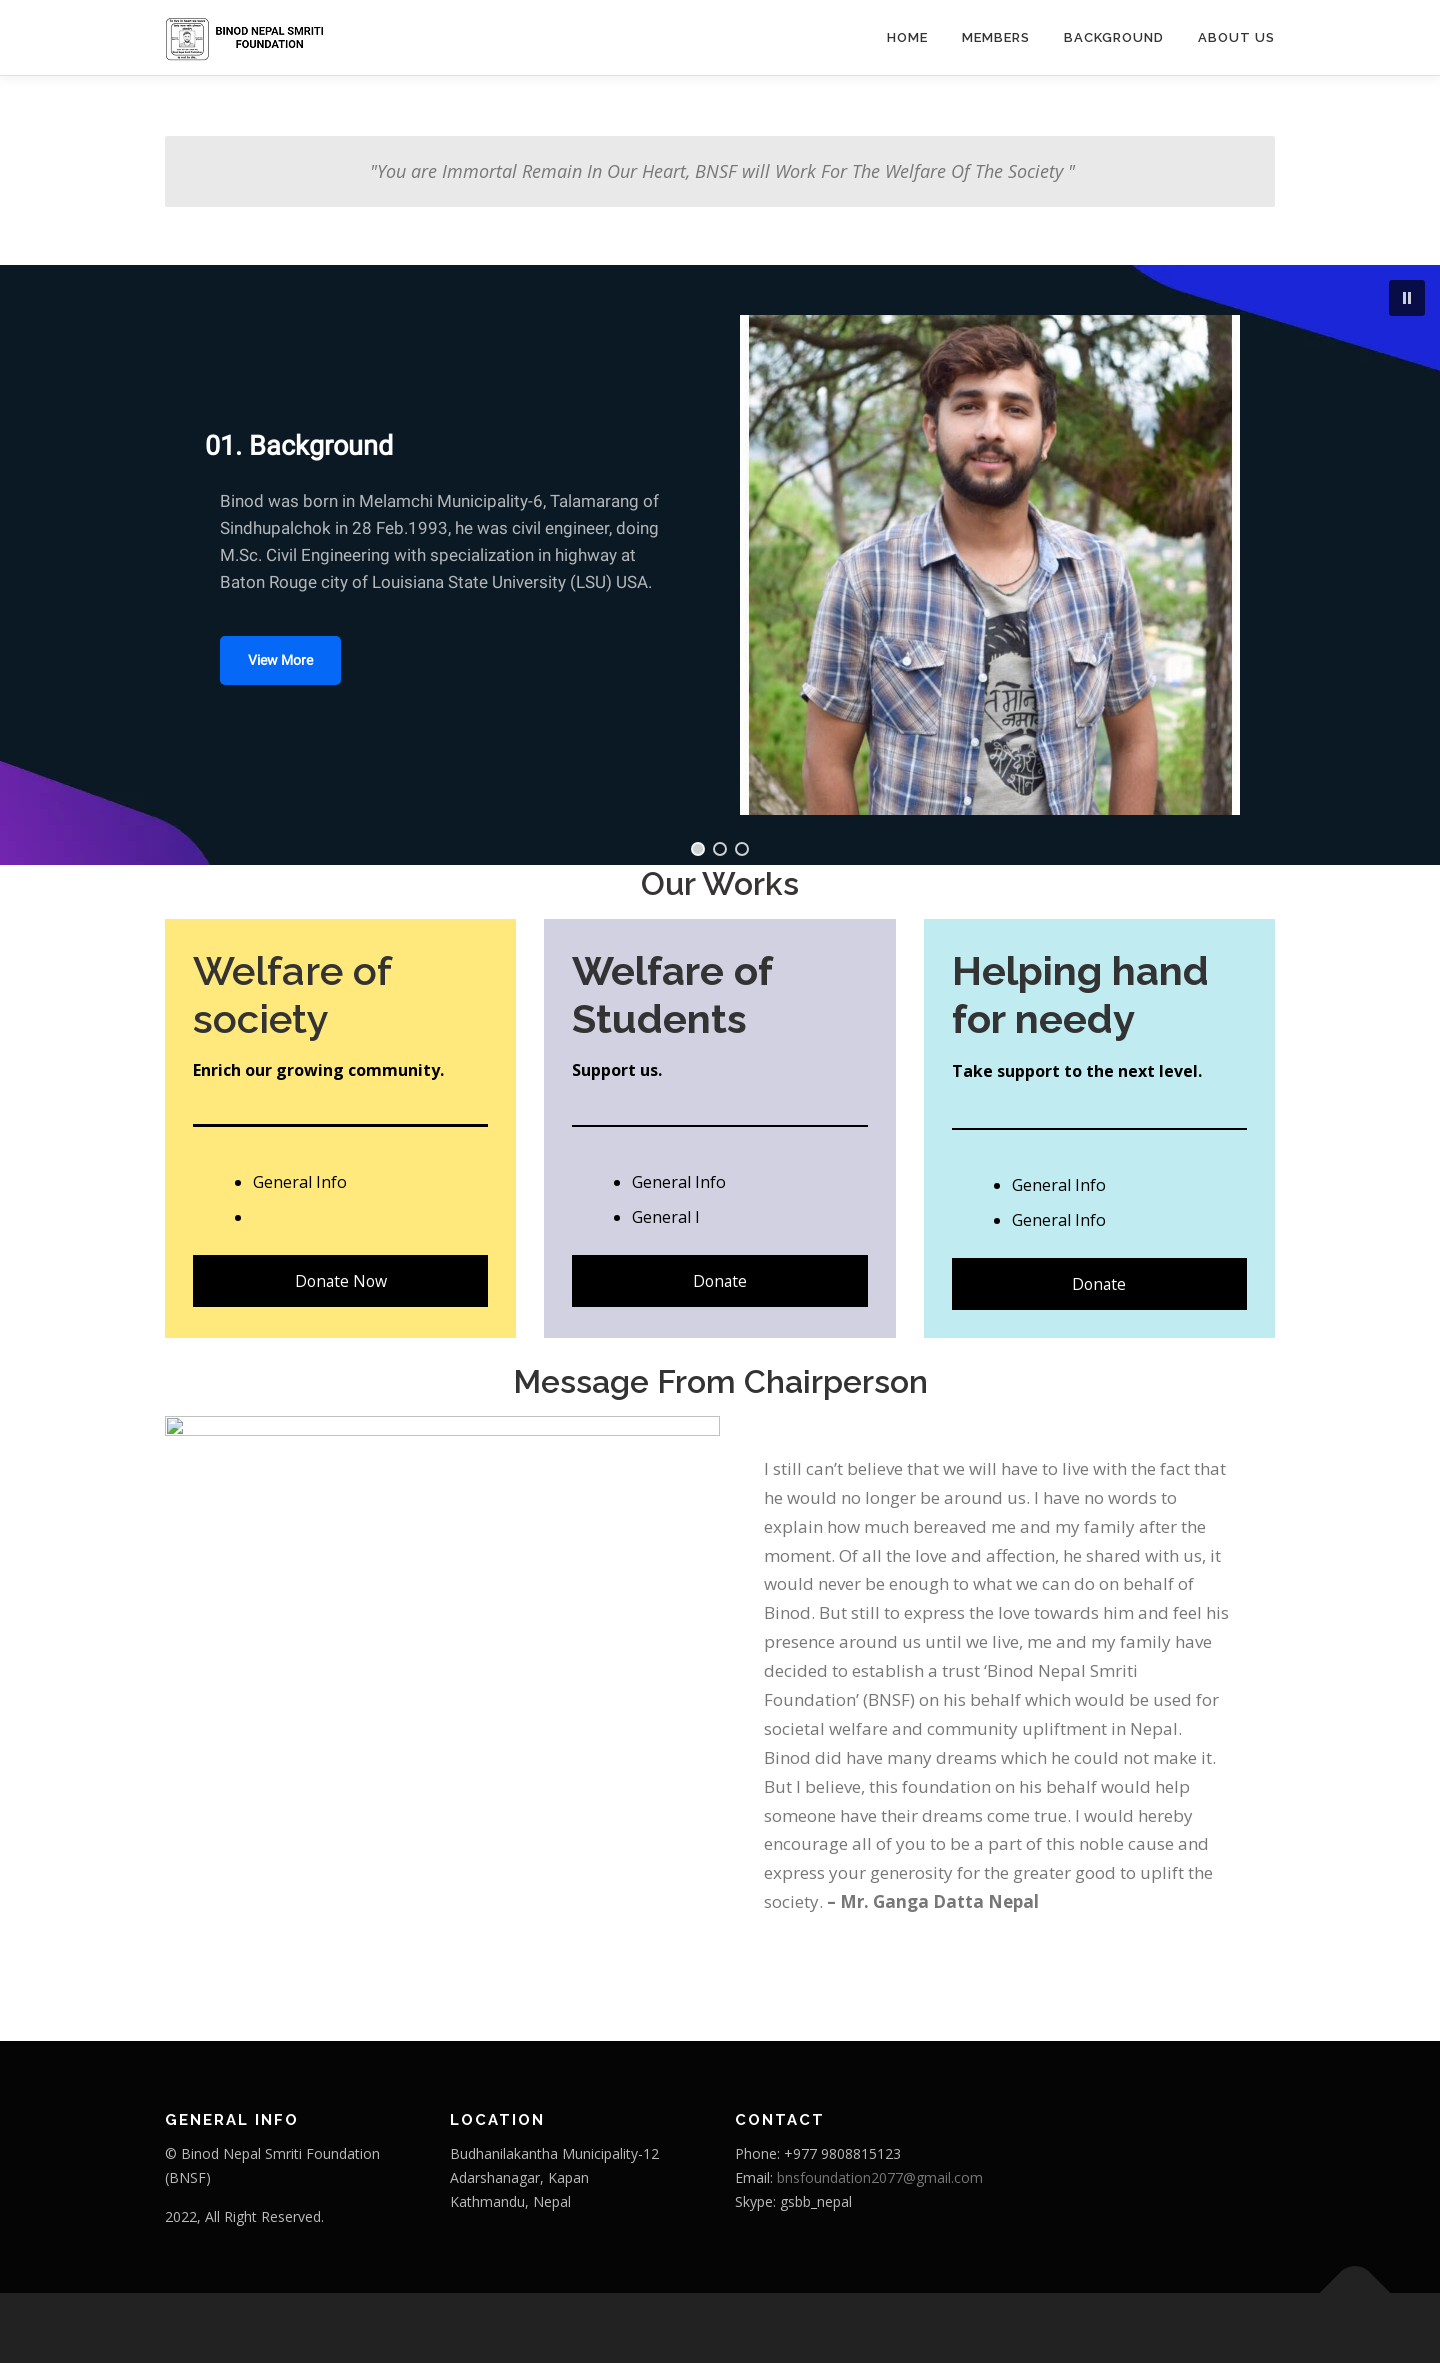 BINOD NEPAL SMRITI
FOUNDATION
HOME MEMBERS BACKGROUND ABOUT US
"You are Immortal Remain In Our Heart, BNSF will Work For The Welfare Of The Society "
01. Background
Binod was born in Melamchi Municipality-6, Talamarang of
Sindhupalchok in 28 Feb.1993, he was civil engineer, doing
M.Sc. Civil Engineering with specialization in highway at
Baton Rouge city of Louisiana State University (LSU) USA.
View More
Our Works
Welfare of
society
Enrich our growing community.
General Info
Donate Now
Welfare of
Students
Support us.
General Info
General I
Donate
Helping hand
for needy
Take support to the next level.
General Info
General Info
Donate
Message From Chairperson
I still can’t believe that we will have to live with the fact that
he would no longer be around us. I have no words to
explain how much bereaved me and my family after the
moment. Of all the love and affection, he shared with us, it
would never be enough to what we can do on behalf of
Binod. But still to express the love towards him and feel his
presence around us until we live, me and my family have
decided to establish a trust ‘Binod Nepal Smriti
Foundation’ (BNSF) on his behalf which would be used for
societal welfare and community upliftment in Nepal.
Binod did have many dreams which he could not make it.
But I believe, this foundation on his behalf would help
someone have their dreams come true. I would hereby
encourage all of you to be a part of this noble cause and
express your generosity for the greater good to uplift the
society. – Mr. Ganga Datta Nepal
GENERAL INFO
© Binod Nepal Smriti Foundation
(BNSF)
2022, All Right Reserved.
LOCATION
Budhanilakantha Municipality-12
Adarshanagar, Kapan
Kathmandu, Nepal
CONTACT
Phone: +977 9808815123
Email: bnsfoundation2077@gmail.com
Skype: gsbb_nepal